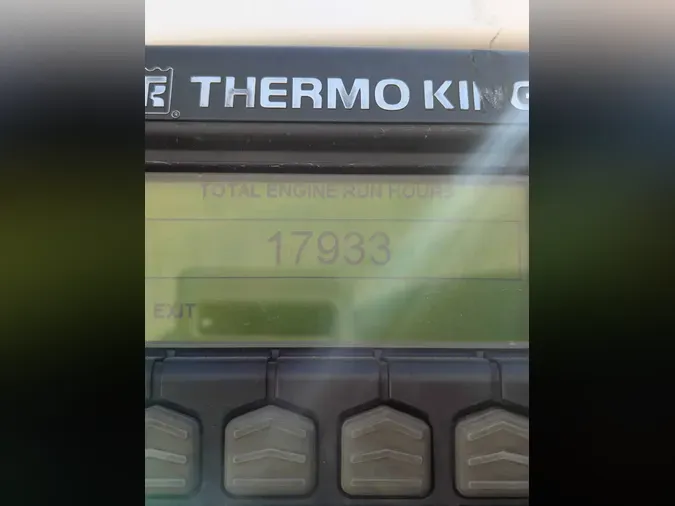 THERMO KING
TOTAL ENGINE RUN HOURS
17933
EXIT